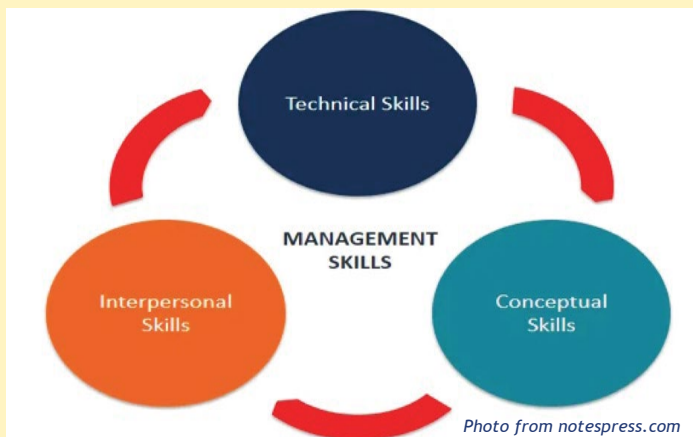 Technical Skills
MANAGEMENT
SKILLS
Interpersonal
Skills
Conceptual
Skills
Photo from notespress.com